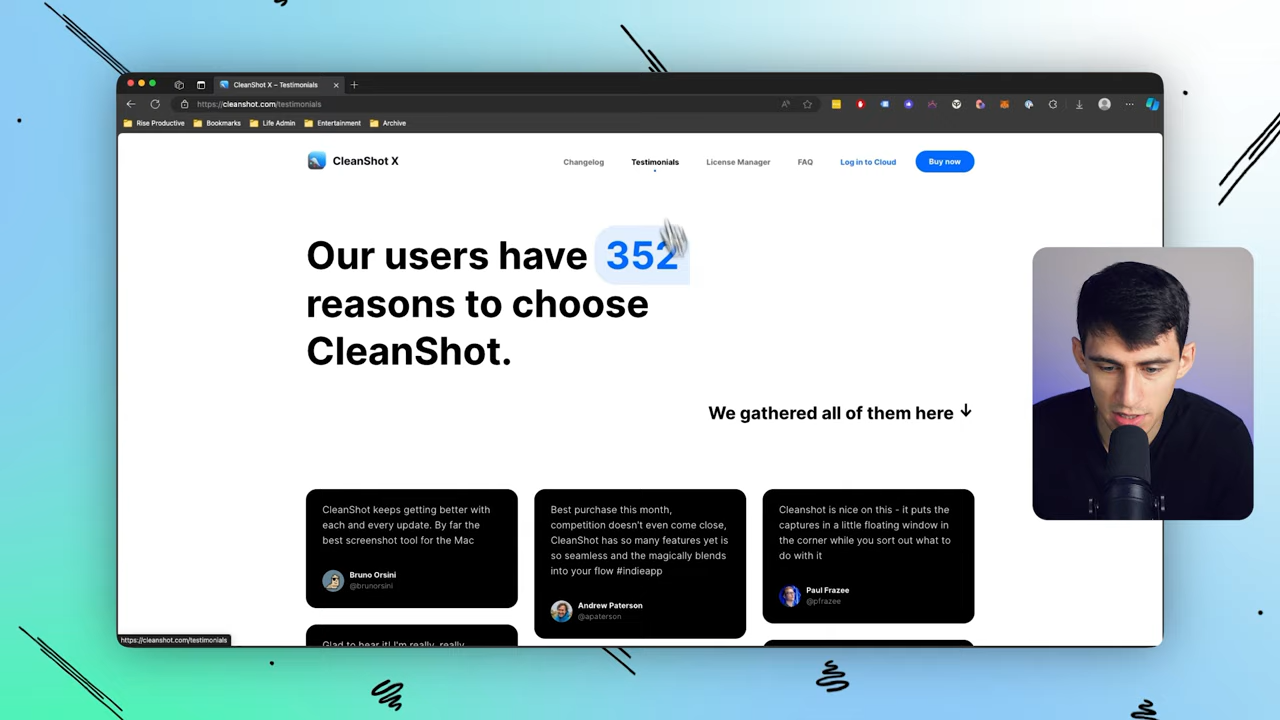 CleanShot X – Testimonials
https://cleanshot.com/testimonials
Rise Productive
Bookmarks
Life Admin
Entertainment
Archive
CleanShot X
Changelog
Testimonials
License Manager
FAQ
Log in to Cloud
Buy now
Our users have 352
reasons to choose
CleanShot.
We gathered all of them here ↓
CleanShot keeps getting better with
each and every update. By far the
best screenshot tool for the Mac
Bruno Orsini
@brunorsini
Best purchase this month,
competition doesn't even come close,
CleanShot has so many features yet is
so seamless and the magically blends
into your flow #indieapp
Andrew Paterson
@apaterson
Cleanshot is nice on this - it puts the
captures in a little floating window in
the corner while you sort out what to
do with it
Paul Frazee
@pfrazee
Glad to hear it! I'm really, really
https://cleanshot.com/testimonials